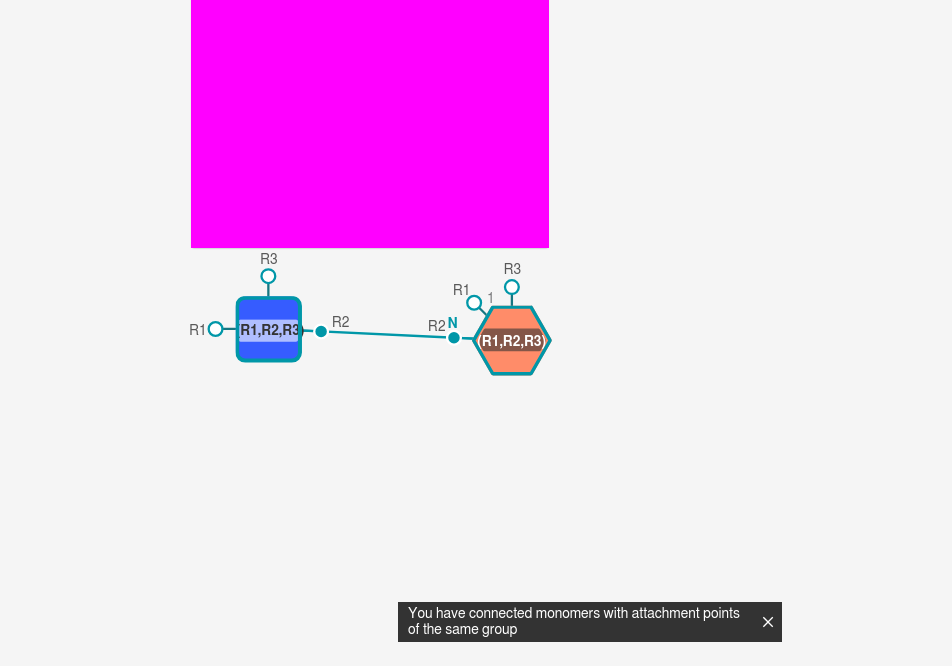 R3
R1
R1,R2,R3)
R2
R3
R1
1
R2
N
(R1,R2,R3)
You have connected monomers with attachment points
of the same group